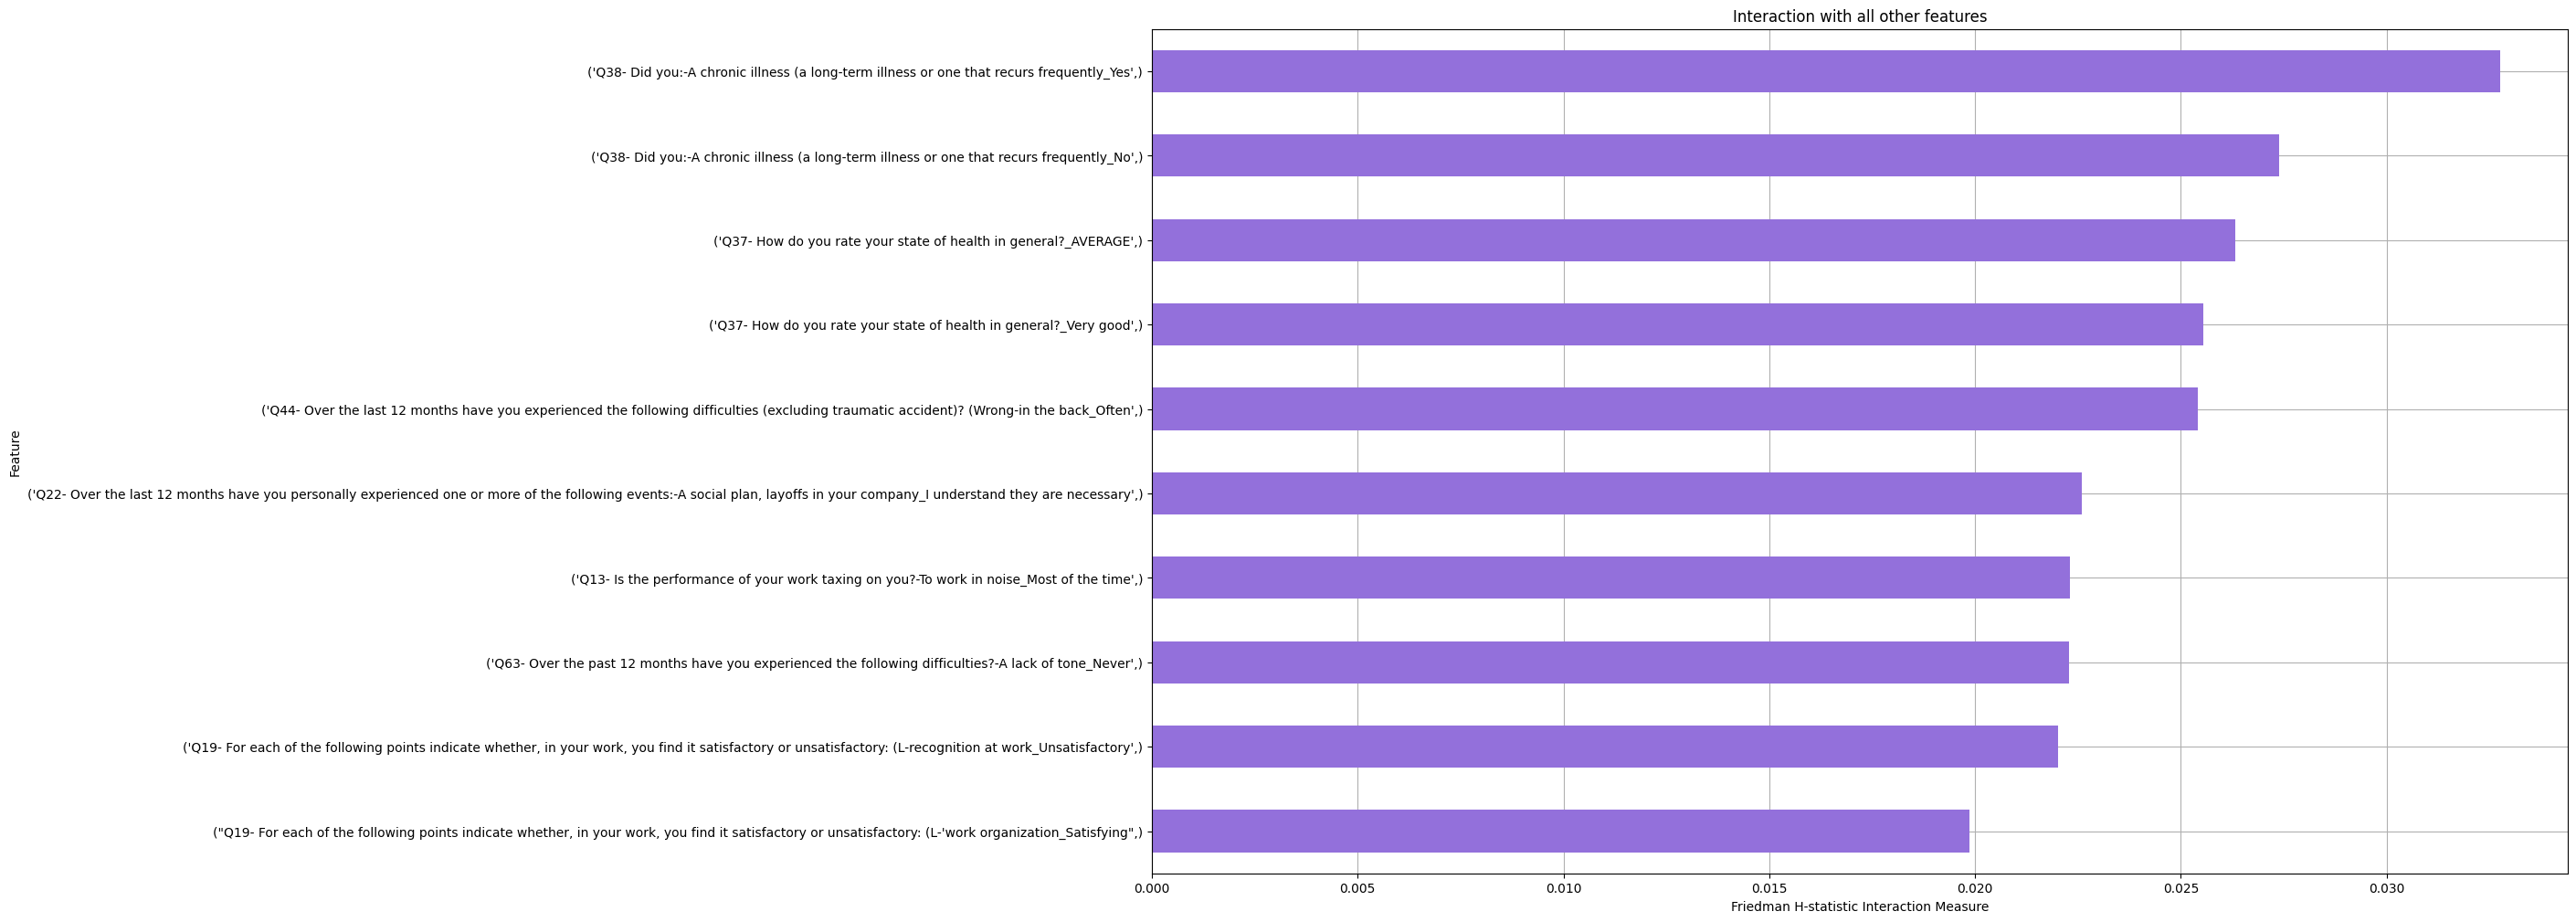 Interaction with all other features
('Q38- Did you:-A chronic illness (a long-term illness or one that recurs frequently_Yes',)
('Q38- Did you:-A chronic illness (a long-term illness or one that recurs frequently_No',)
('Q37- How do you rate your state of health in general?_AVERAGE',)
('Q37- How do you rate your state of health in general?_Very good',)
('Q44- Over the last 12 months have you experienced the following difficulties (excluding traumatic accident)? (Wrong-in the back_Often',)
Feature
('Q22- Over the last 12 months have you personally experienced one or more of the following events:-A social plan, layoffs in your company_I understand they are necessary',)
('Q13- Is the performance of your work taxing on you?-To work in noise_Most of the time',)
('Q63- Over the past 12 months have you experienced the following difficulties?-A lack of tone_Never',)
('Q19- For each of the following points indicate whether, in your work, you find it satisfactory or unsatisfactory: (L-recognition at work_Unsatisfactory',)
("Q19- For each of the following points indicate whether, in your work, you find it satisfactory or unsatisfactory: (L-'work organization_Satisfying",)
0.000 0.005 0.010 0.015 0.020 0.025 0.030
Friedman H-statistic Interaction Measure